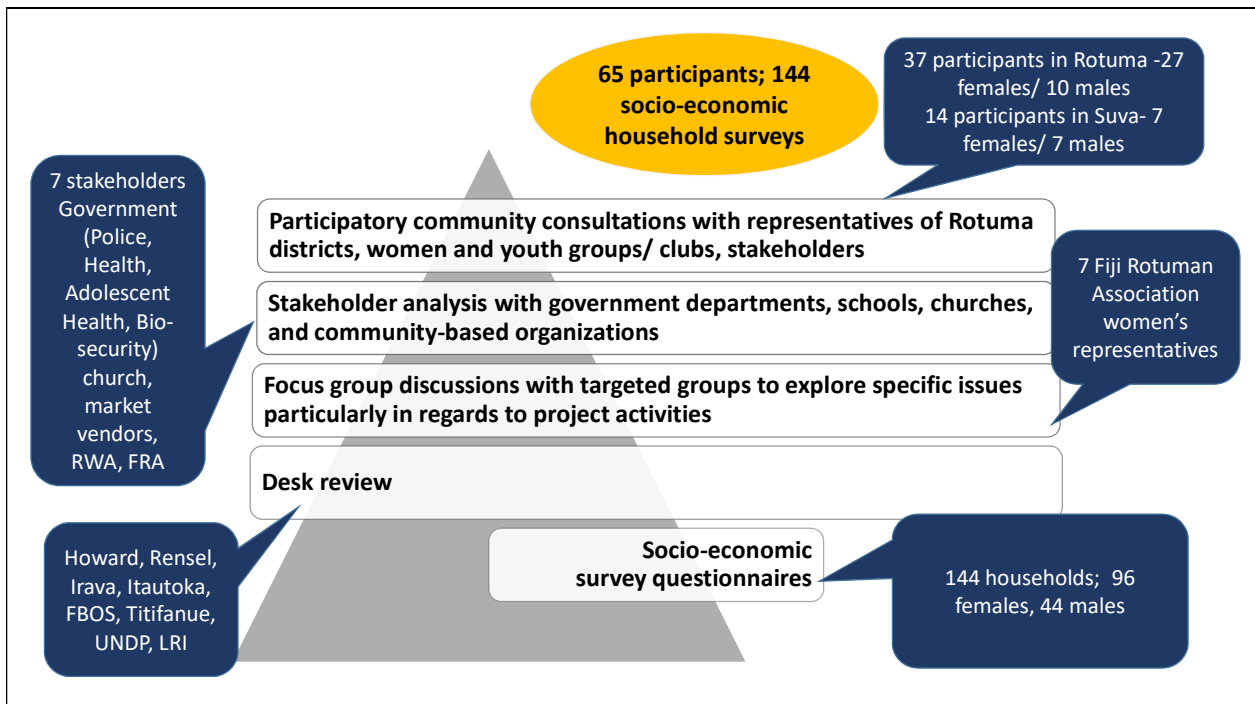 65 participants; 144
socio-economic
household surveys
37 participants in Rotuma -27
females/ 10 males
14 participants in Suva- 7
females/ 7 males
7 stakeholders
Government
(Police,
Health,
Adolescent
Health, Bio-
security)
church,
market
vendors,
RWA, FRA
Participatory community consultations with representatives of Rotuma
districts, women and youth groups/ clubs, stakeholders
Stakeholder analysis with government departments, schools, churches,
and community-based organizations
7 Fiji Rotuman
Association
women's
representatives
Focus group discussions with targeted groups to explore specific issues
particularly in regards to project activities
Desk review
Howard, Rensel,
Irava, Itautoka,
FBOS, Titifanue,
UNDP, LRI
Socio-economic
survey questionnaires
144 households;  96
females, 44 males